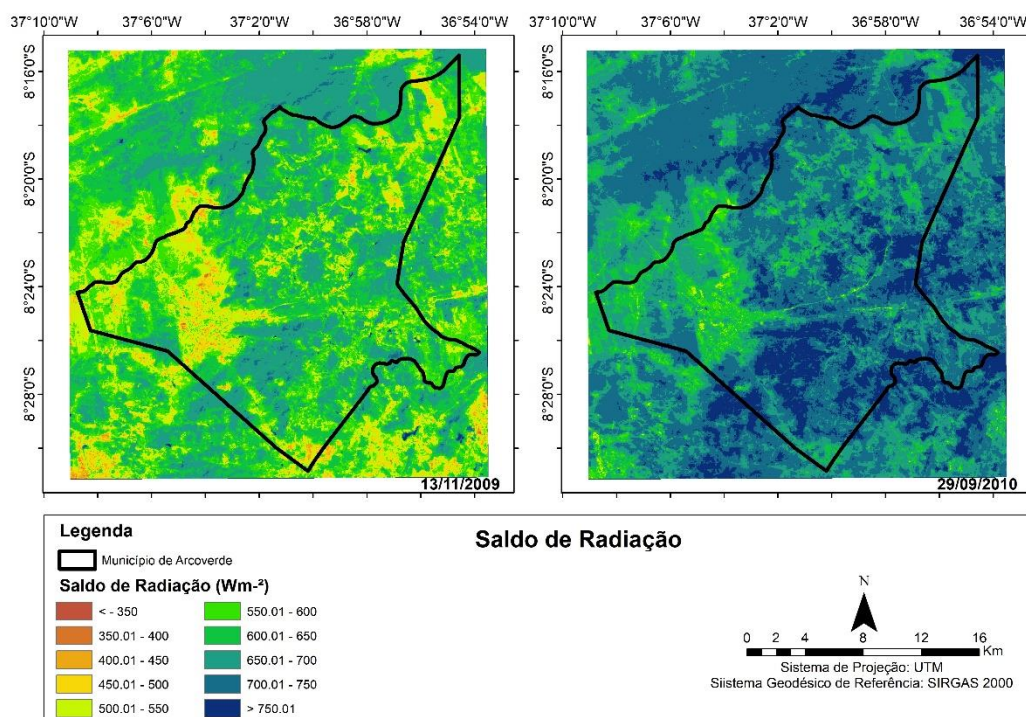 37°10'0"W 37°6'0"W 37°2'0"W 36°58'0"W 36°54'0"W 37°10'0"W 37°6'0"W 37°2'0"W 36°58'0"W 36°54'0"W
8°16'0"S 8°16'0"S
8°20'0"S 8°20'0"S
8°24'0"S 8°24'0"S
8°28'0"S 8°28'0"S
13/11/2009 29/09/2010
Legenda
Município de Arcoverde
Saldo de Radiação (Wm-²)
< - 350
350.01 - 400
400.01 - 450
450.01 - 500
500.01 - 550
550.01 - 600
600.01 - 650
650.01 - 700
700.01 - 750
> 750.01
Saldo de Radiação
N
0 1 2 4 8 12 16
Km
Sistema de Projeção: UTM
Siistema Geodésico de Referência: SIRGAS 2000